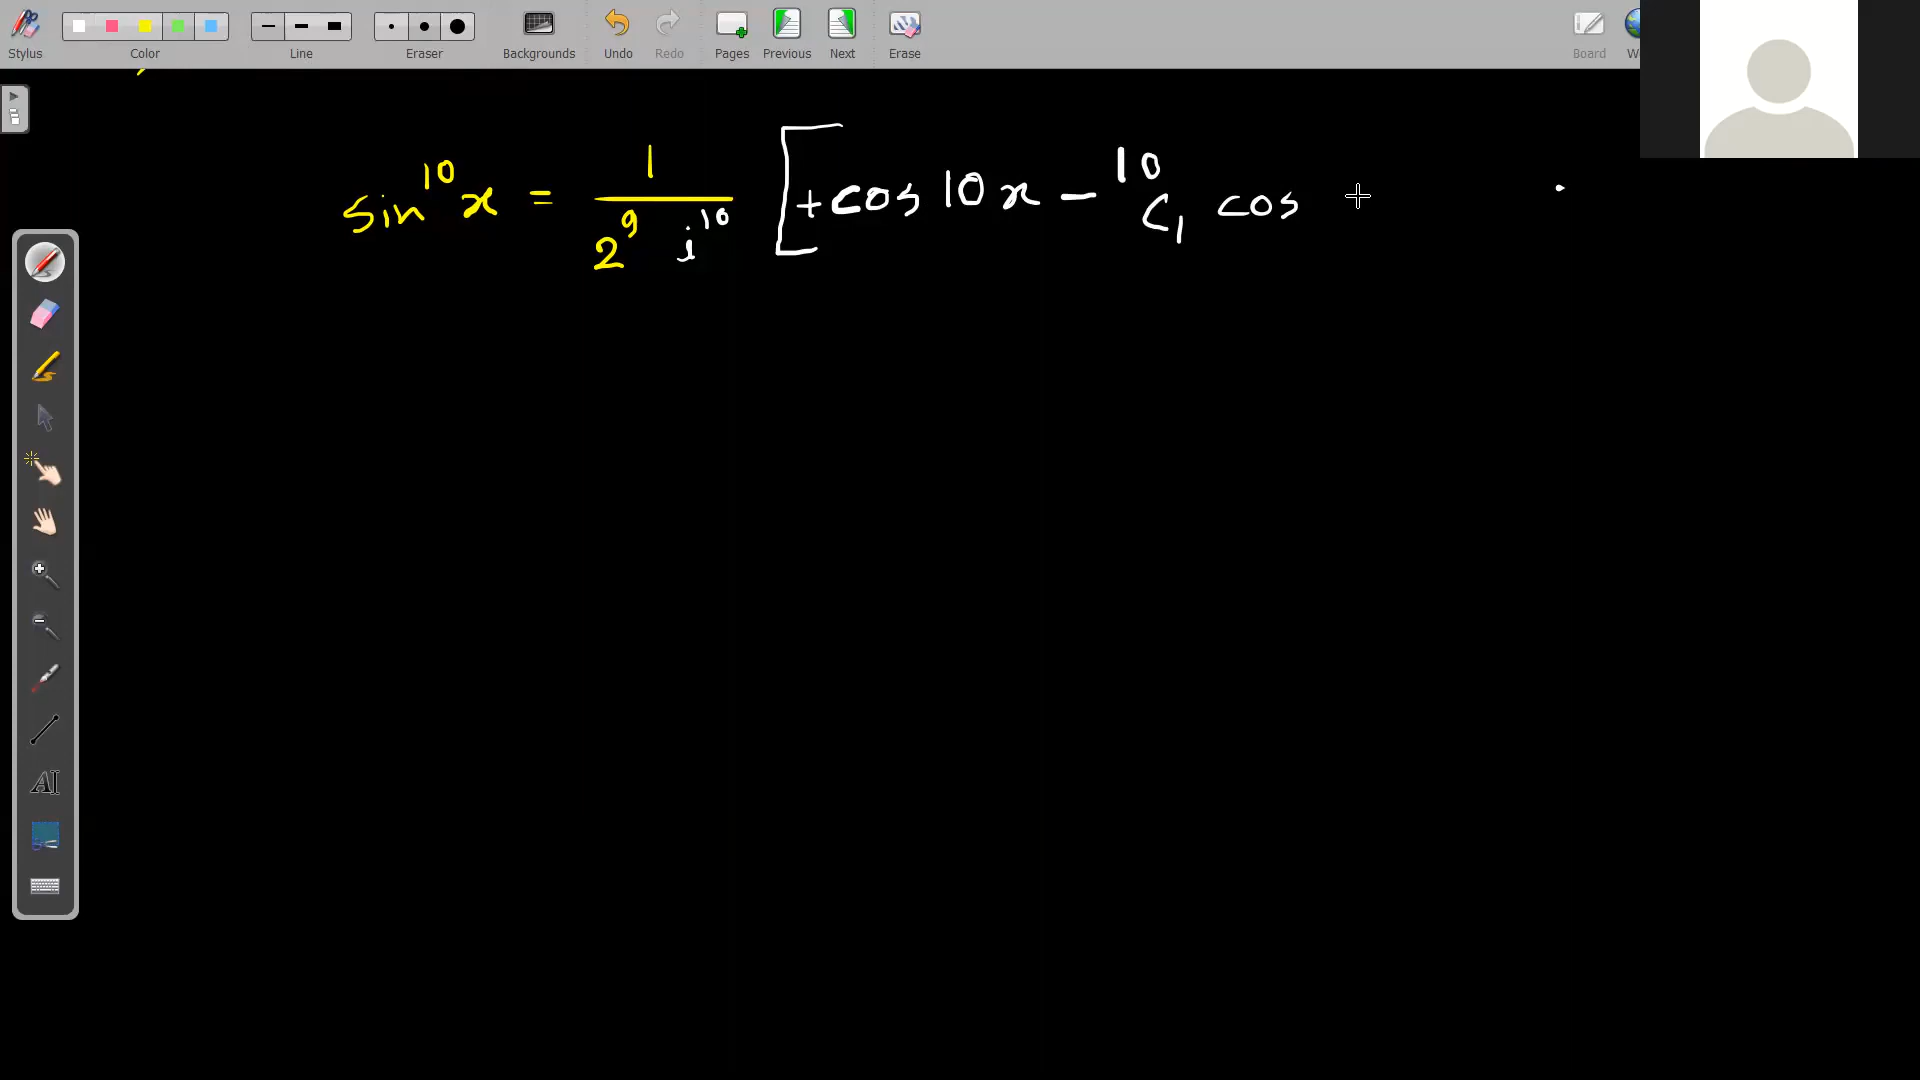 Stylus Color Line Eraser Backgrounds Undo Redo Pages Previous Next Erase Board W
sin¹⁰x = 1/(2⁹ i¹⁰) [+cos 10x − ¹⁰C₁ cos
AI